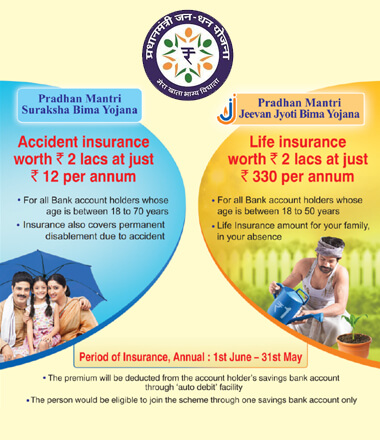 प्रधानमंत्री जन-धन योजना
मेरा खाता भाग्य विधाता
Pradhan Mantri
Suraksha Bima Yojana
Accident insurance
worth ₹ 2 lacs at just
₹ 12 per annum
• For all Bank account holders whose
age is between 18 to 70 years
• Insurance also covers permanent
disablement due to accident
Pradhan Mantri
Jeevan Jyoti Bima Yojana
Life insurance
worth ₹ 2 lacs at just
₹ 330 per annum
• For all Bank account holders whose
age is between 18 to 50 years
• Life Insurance amount for your family,
in your absence
Period of Insurance, Annual : 1st June – 31st May
• The premium will be deducted from the account holder's savings bank account
through 'auto debit' facility
• The person would be eligible to join the scheme through one savings bank account only